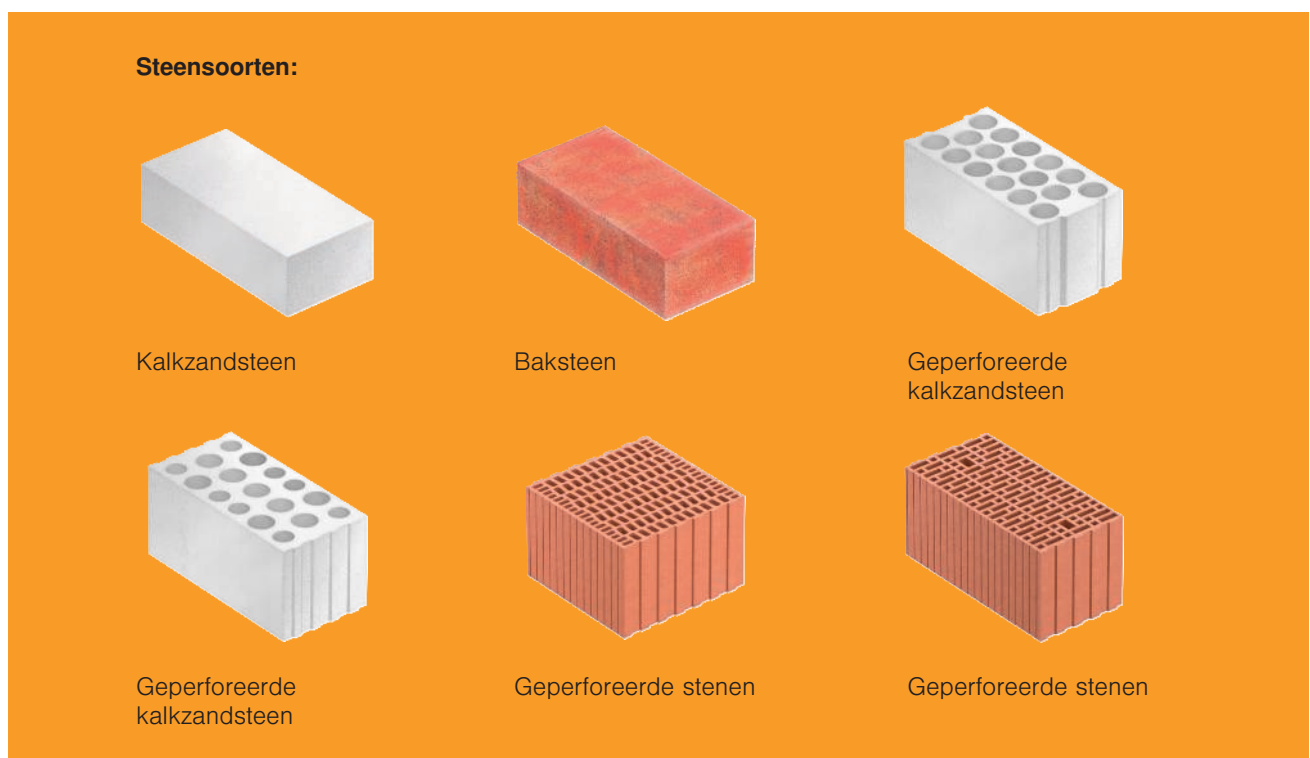 Steensoorten:
Kalkzandsteen
Baksteen
Geperforeerde
kalkzandsteen
Geperforeerde
kalkzandsteen
Geperforeerde stenen
Geperforeerde stenen